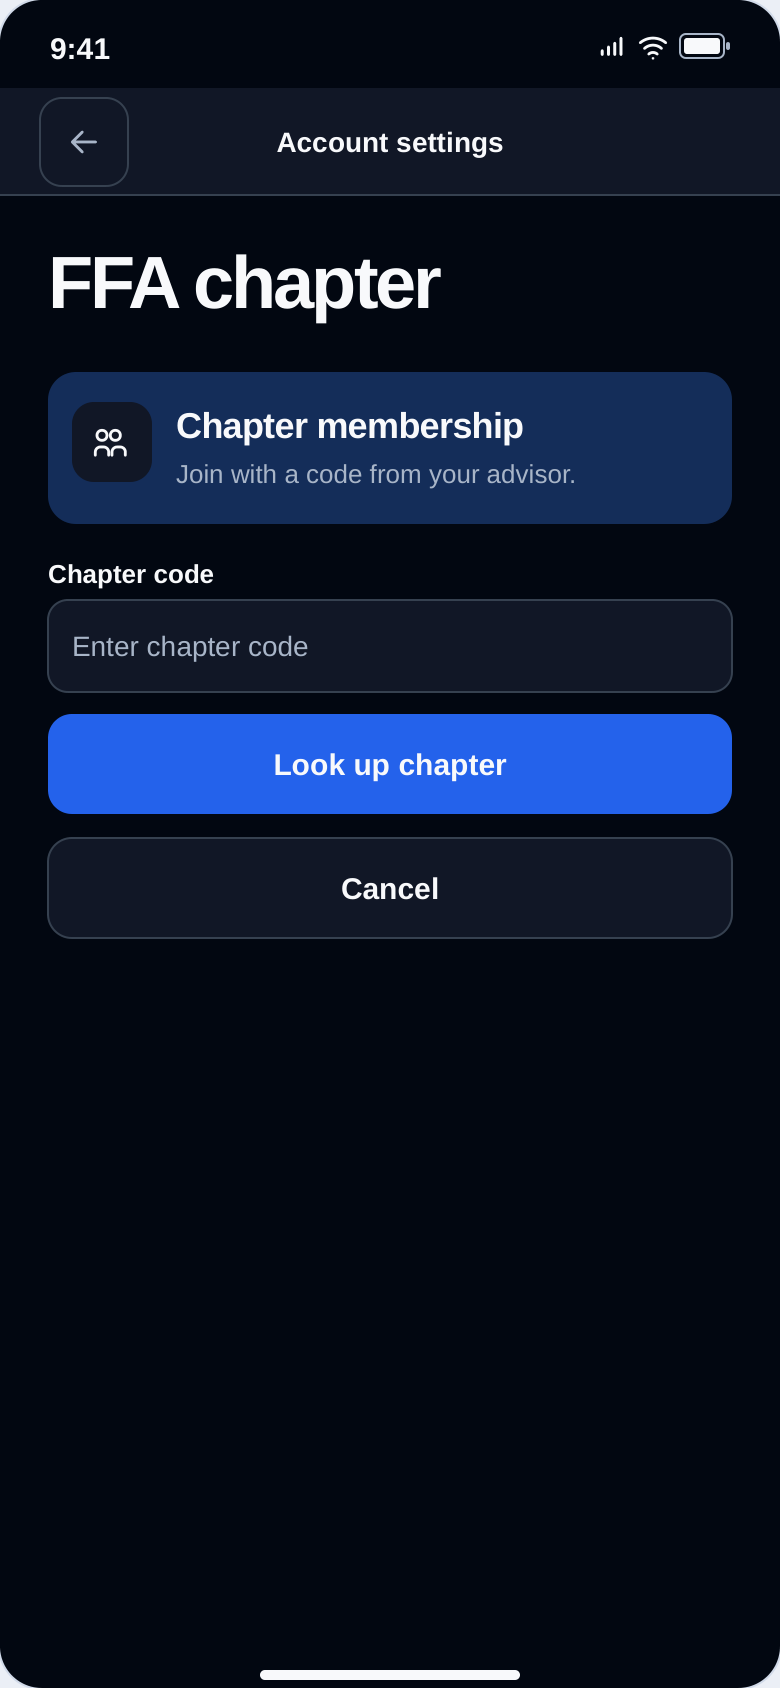 9:41
Account settings
FFA chapter
Chapter membership
Join with a code from your advisor.
Chapter code
Enter chapter code
Look up chapter
Cancel